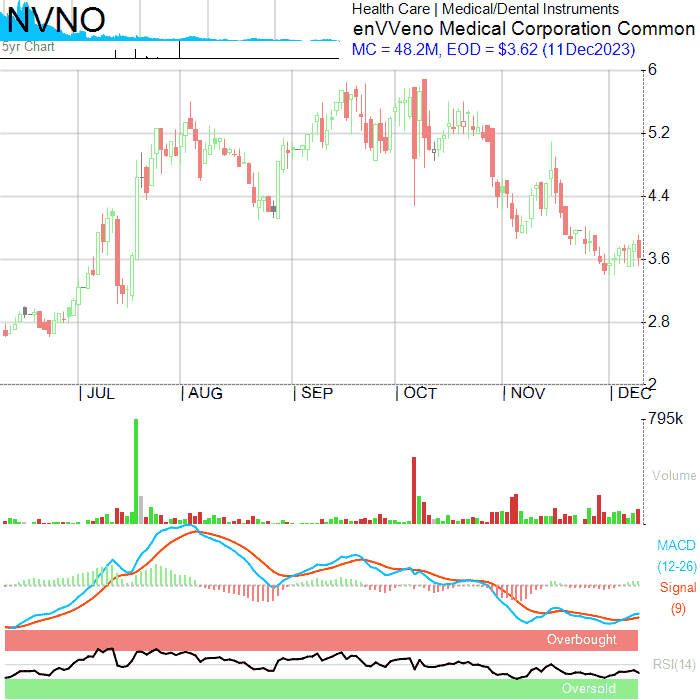 NVNO
5yr Chart
Health Care | Medical/Dental Instruments
enVVeno Medical Corporation Common
MC = 48.2M, EOD = $3.62 (11Dec2023)
6
5.2
4.4
3.6
2.8
2
JUL
AUG
SEP
OCT
NOV
DEC
795k
Volume
MACD
(12-26)
Signal
(9)
Overbought
RSI(14)
Oversold